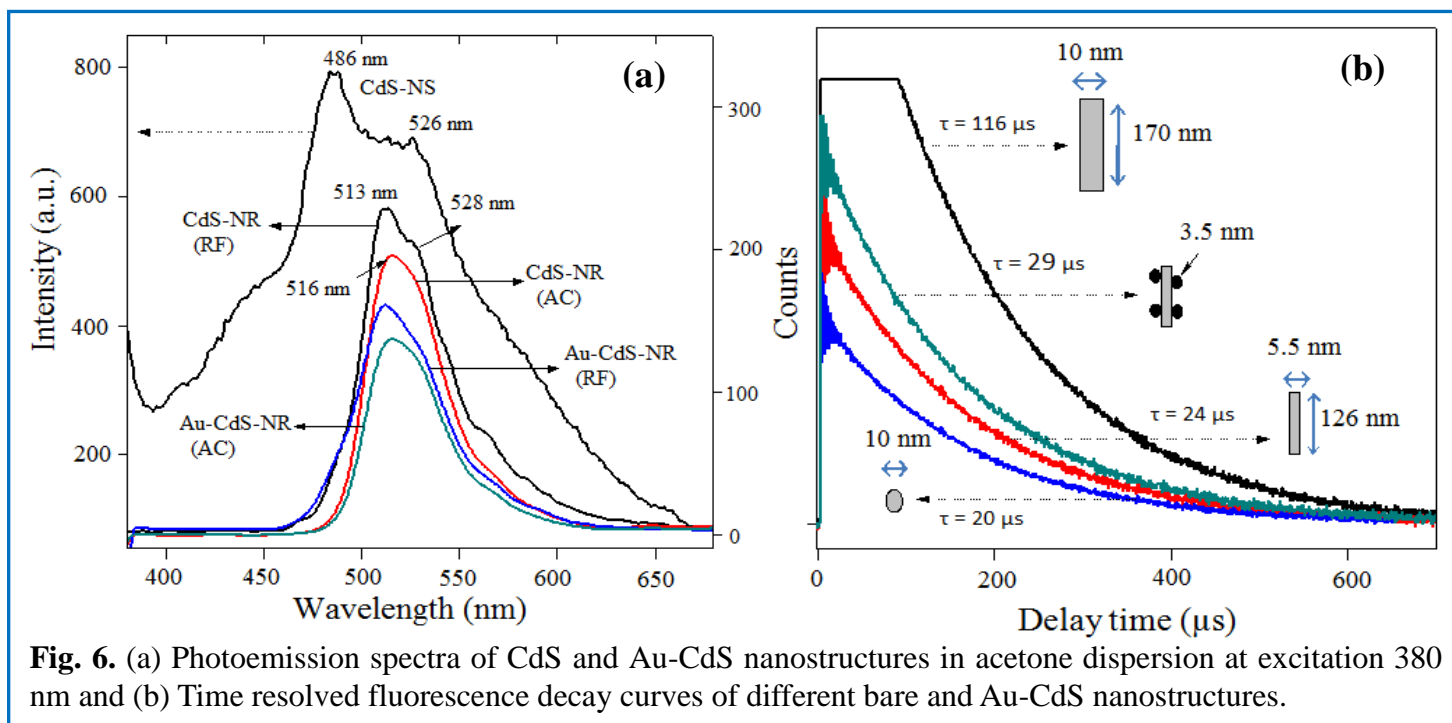 (a)
800
600
400
200
Intensity (a.u.)
486 nm
CdS-NS
526 nm
513 nm
528 nm
CdS-NR
(RF)
516 nm
CdS-NR
(AC)
Au-CdS-NR
(RF)
Au-CdS-NR
(AC)
300
200
100
0
400 450 500 550 600 650
Wavelength (nm)
(b)
Counts
10 nm
τ = 116 µs
170 nm
3.5 nm
τ = 29 µs
5.5 nm
τ = 24 µs
126 nm
10 nm
τ = 20 µs
0 200 400 600
Delay time (µs)
Fig. 6. (a) Photoemission spectra of CdS and Au-CdS nanostructures in acetone dispersion at excitation 380
nm and (b) Time resolved fluorescence decay curves of different bare and Au-CdS nanostructures.